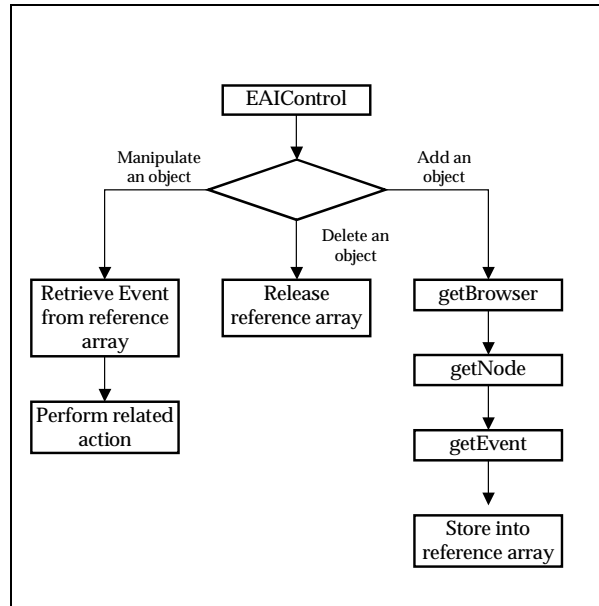 EAIControl
Manipulate
an object
Add an
object
Delete an
object
Retrieve Event
from reference
array
Release
reference array
getBrowser
getNode
Perform related
action
getEvent
Store into
reference array